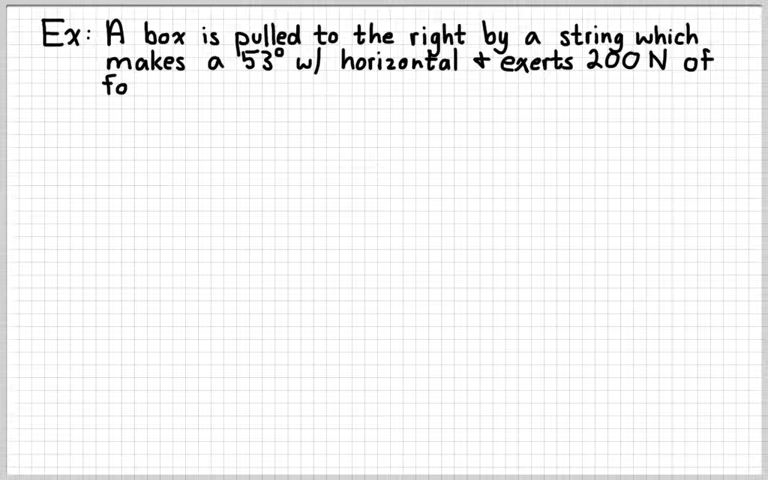 Ex: A box is pulled to the right by a string which
makes a 53° w/ horizontal + exerts 200 N of
fo